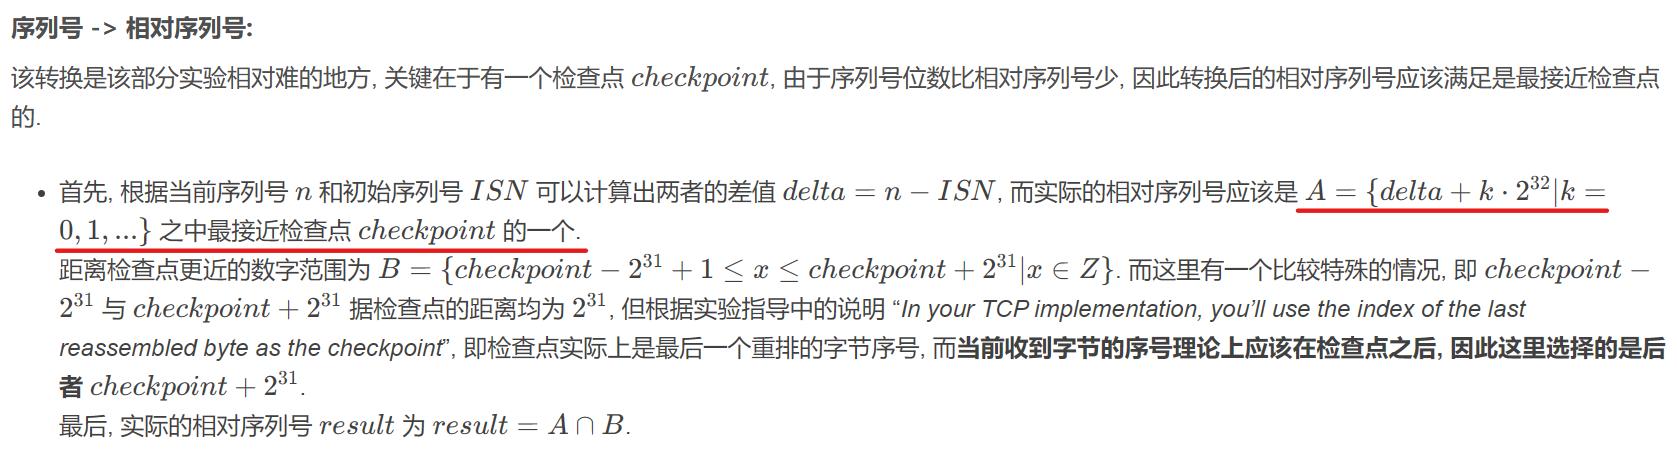 序列号 -> 相对序列号:
该转换是该部分实验相对难的地方, 关键在于有一个检查点 checkpoint, 由于序列号位数比相对序列号少, 因此转换后的相对序列号应该满足是最接近检查点
的.
• 首先, 根据当前序列号 n 和初始序列号 ISN 可以计算出两者的差值 delta = n − ISN, 而实际的相对序列号应该是 A = {delta + k · 2^{32}|k =
0, 1, ...} 之中最接近检查点 checkpoint 的一个.
距离检查点更近的数字范围为 B = {checkpoint − 2^{31} + 1 ≤ x ≤ checkpoint + 2^{31}|x ∈ Z}. 而这里有一个比较特殊的情况, 即 checkpoint −
2^{31} 与 checkpoint + 2^{31} 据检查点的距离均为 2^{31}, 但根据实验指导中的说明 “In your TCP implementation, you’ll use the index of the last
reassembled byte as the checkpoint”, 即检查点实际上是最后一个重排的字节序号, 而当前收到字节的序号理论上应该在检查点之后, 因此这里选择的是后
者 checkpoint + 2^{31}.
最后, 实际的相对序列号 result 为 result = A ∩ B.